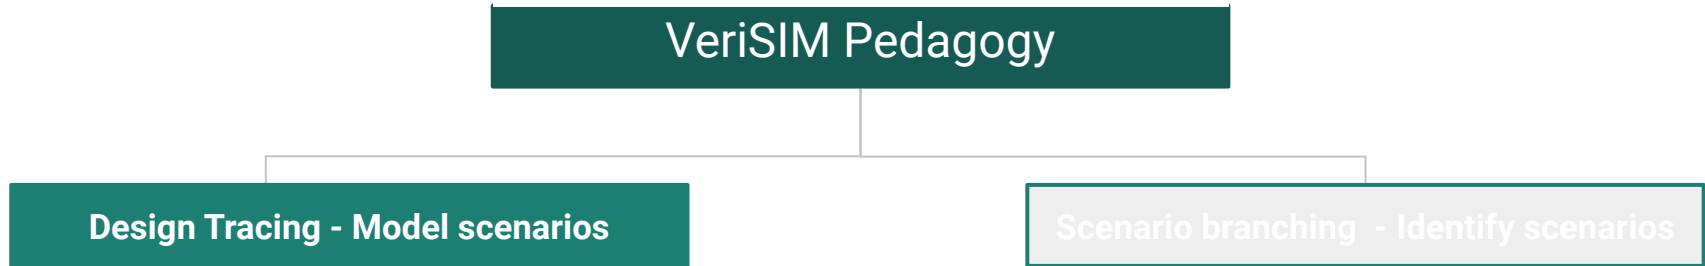 VeriSIM Pedagogy
Design Tracing - Model scenarios
Scenario branching - Identify scenarios